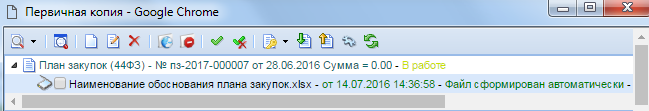 Первичная копия - Google Chrome
План закупок (44ФЗ) - № пз-2017-000007 от 28.06.2016 Сумма = 0.00 - В работе
Наименование обоснования плана закупок.xlsx - от 14.07.2016 14:36:58 - Файл сформирован автоматически -